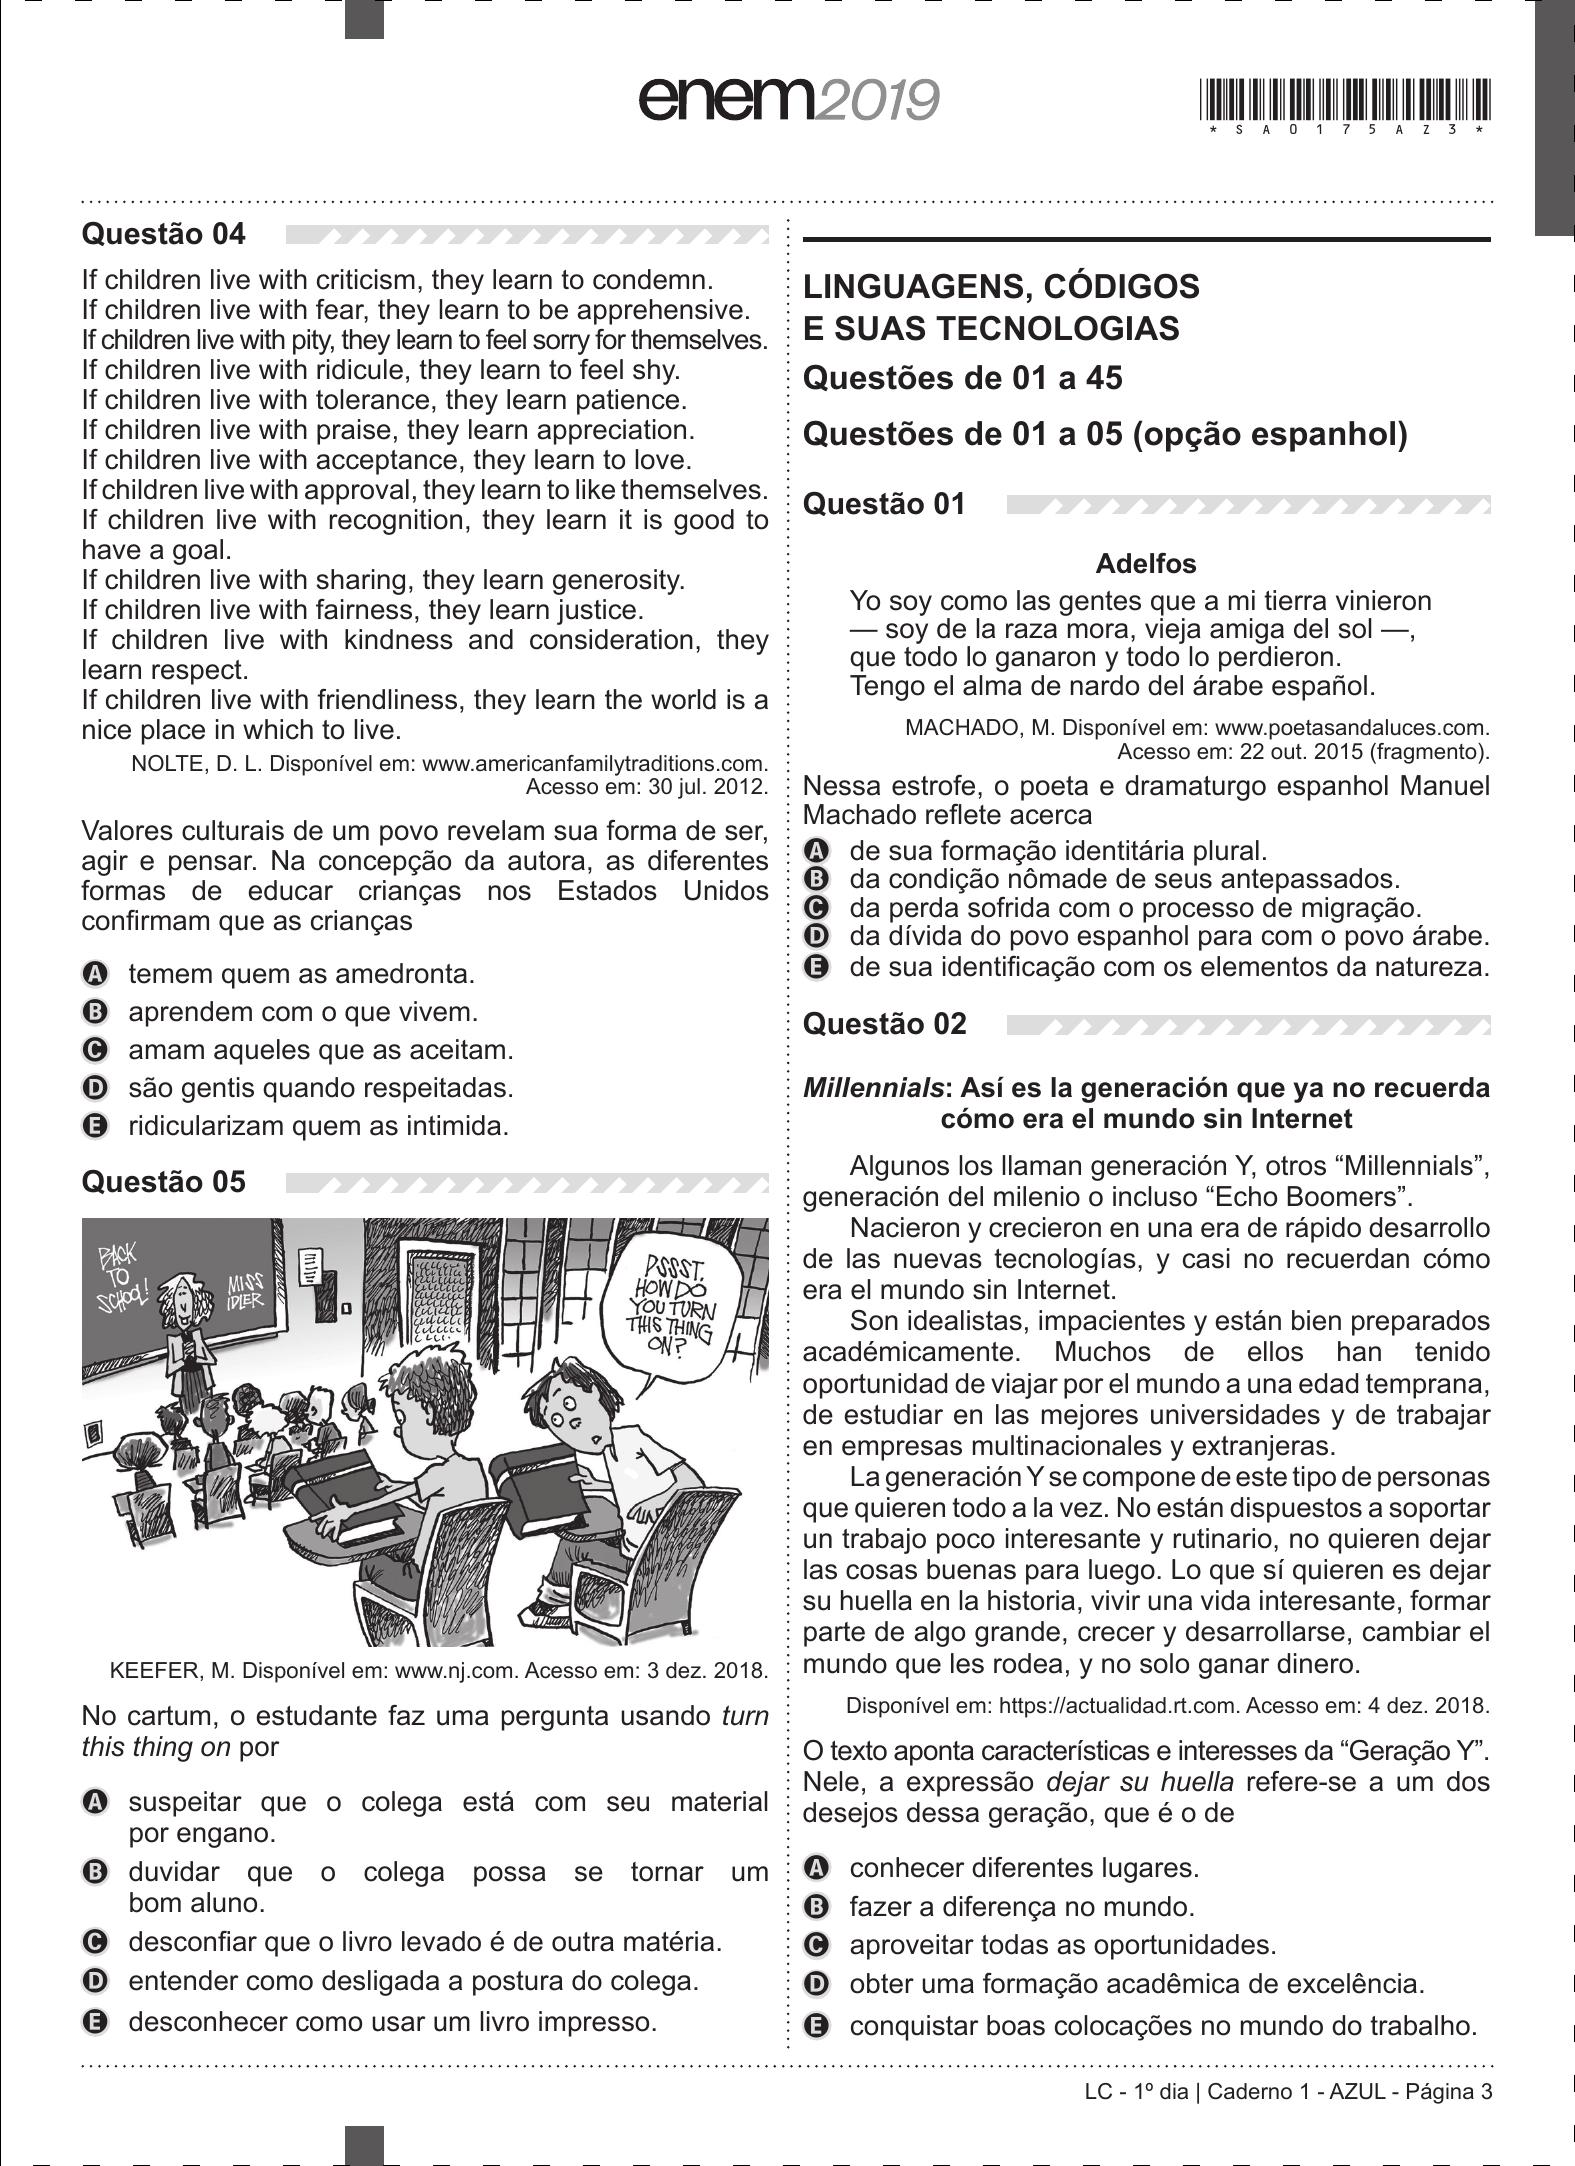 enem2019
*SA0175AZ3*
Questão 04
If children live with criticism, they learn to condemn.
If children live with fear, they learn to be apprehensive.
If children live with pity, they learn to feel sorry for themselves.
If children live with ridicule, they learn to feel shy.
If children live with tolerance, they learn patience.
If children live with praise, they learn appreciation.
If children live with acceptance, they learn to love.
If children live with approval, they learn to like themselves.
If children live with recognition, they learn it is good to
have a goal.
If children live with sharing, they learn generosity.
If children live with fairness, they learn justice.
If children live with kindness and consideration, they
learn respect.
If children live with friendliness, they learn the world is a
nice place in which to live.
NOLTE, D. L. Disponível em: www.americanfamilytraditions.com.
Acesso em: 30 jul. 2012.
Valores culturais de um povo revelam sua forma de ser,
agir e pensar. Na concepção da autora, as diferentes
formas de educar crianças nos Estados Unidos
confirmam que as crianças
A temem quem as amedronta.
B aprendem com o que vivem.
C amam aqueles que as aceitam.
D são gentis quando respeitadas.
E ridicularizam quem as intimida.
Questão 05
BACK
TO
SCHOOL!
MISS
IDLER
PSSST,
HOW DO
YOU TURN
THIS THING
ON?
KEEFER, M. Disponível em: www.nj.com. Acesso em: 3 dez. 2018.
No cartum, o estudante faz uma pergunta usando turn
this thing on por
A suspeitar que o colega está com seu material
por engano.
B duvidar que o colega possa se tornar um
bom aluno.
C desconfiar que o livro levado é de outra matéria.
D entender como desligada a postura do colega.
E desconhecer como usar um livro impresso.
LINGUAGENS, CÓDIGOS
E SUAS TECNOLOGIAS
Questões de 01 a 45
Questões de 01 a 05 (opção espanhol)
Questão 01
Adelfos
Yo soy como las gentes que a mi tierra vinieron
— soy de la raza mora, vieja amiga del sol —,
que todo lo ganaron y todo lo perdieron.
Tengo el alma de nardo del árabe español.
MACHADO, M. Disponível em: www.poetasandaluces.com.
Acesso em: 22 out. 2015 (fragmento).
Nessa estrofe, o poeta e dramaturgo espanhol Manuel
Machado reflete acerca
A de sua formação identitária plural.
B da condição nômade de seus antepassados.
C da perda sofrida com o processo de migração.
D da dívida do povo espanhol para com o povo árabe.
E de sua identificação com os elementos da natureza.
Questão 02
Millennials: Así es la generación que ya no recuerda
cómo era el mundo sin Internet
Algunos los llaman generación Y, otros “Millennials”,
generación del milenio o incluso “Echo Boomers”.
Nacieron y crecieron en una era de rápido desarrollo
de las nuevas tecnologías, y casi no recuerdan cómo
era el mundo sin Internet.
Son idealistas, impacientes y están bien preparados
académicamente. Muchos de ellos han tenido
oportunidad de viajar por el mundo a una edad temprana,
de estudiar en las mejores universidades y de trabajar
en empresas multinacionales y extranjeras.
La generación Y se compone de este tipo de personas
que quieren todo a la vez. No están dispuestos a soportar
un trabajo poco interesante y rutinario, no quieren dejar
las cosas buenas para luego. Lo que sí quieren es dejar
su huella en la historia, vivir una vida interesante, formar
parte de algo grande, crecer y desarrollarse, cambiar el
mundo que les rodea, y no solo ganar dinero.
Disponível em: https://actualidad.rt.com. Acesso em: 4 dez. 2018.
O texto aponta características e interesses da “Geração Y”.
Nele, a expressão dejar su huella refere-se a um dos
desejos dessa geração, que é o de
A conhecer diferentes lugares.
B fazer a diferença no mundo.
C aproveitar todas as oportunidades.
D obter uma formação acadêmica de excelência.
E conquistar boas colocações no mundo do trabalho.
LC - 1º dia | Caderno 1 - AZUL - Página 3